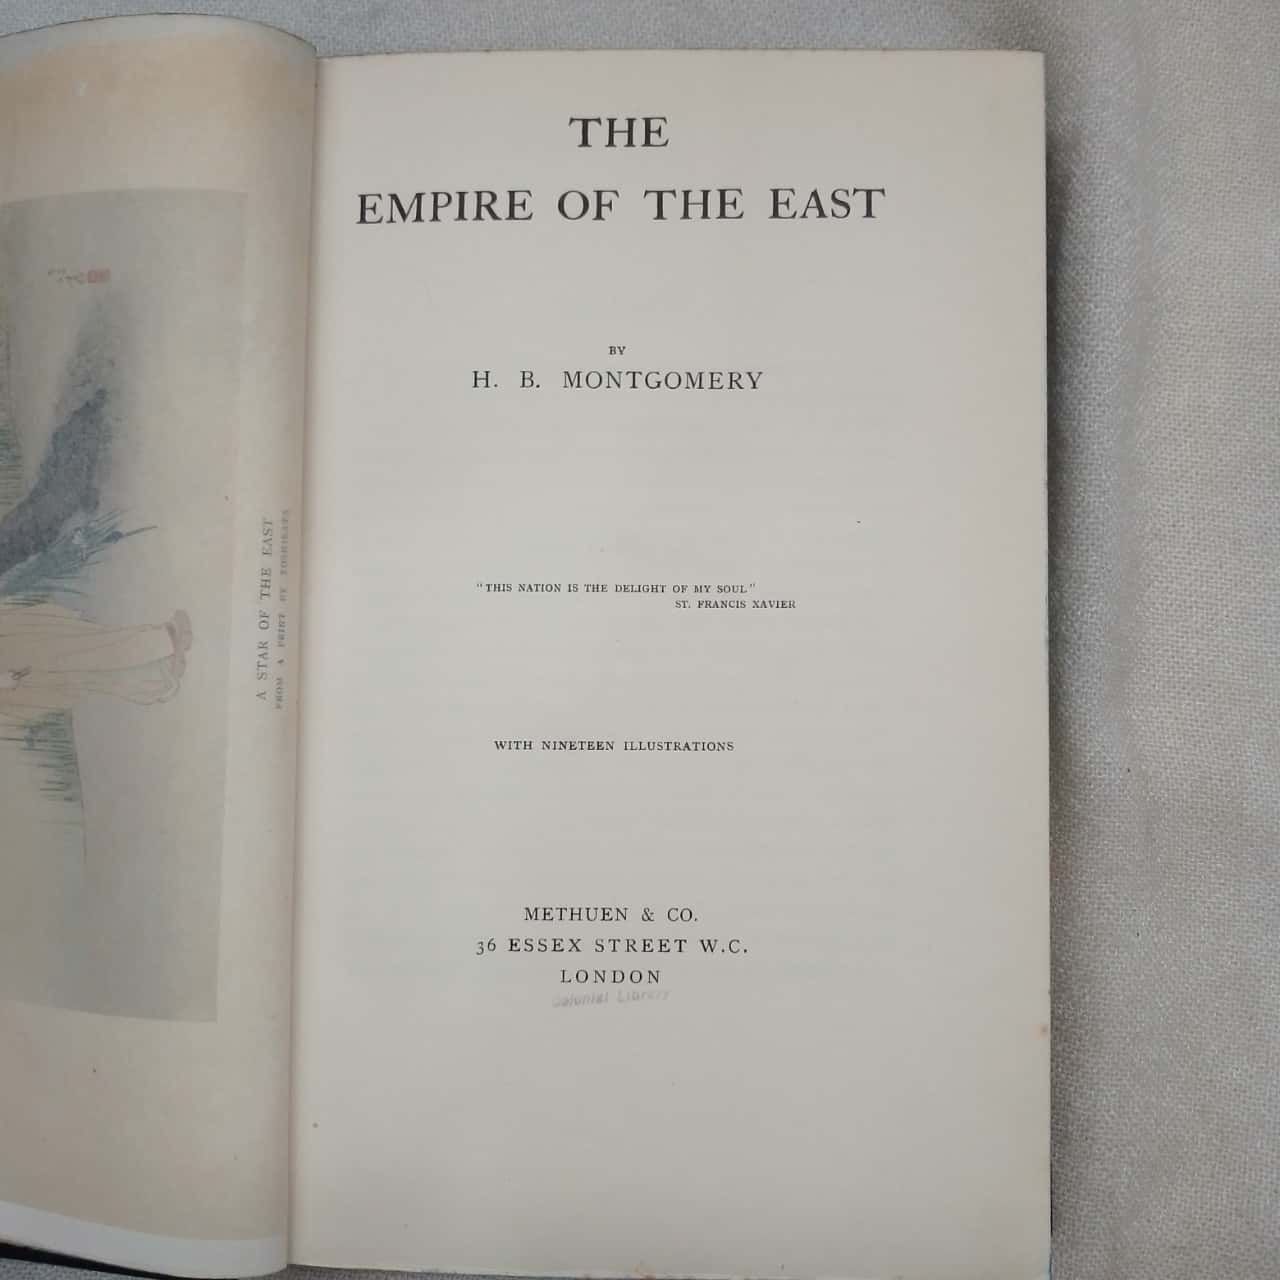 A STAR OF THE EAST
FROM A PRINT BY TOSHIKATA
THE
EMPIRE OF THE EAST
BY
H. B. MONTGOMERY
"THIS NATION IS THE DELIGHT OF MY SOUL"
ST. FRANCIS XAVIER
WITH NINETEEN ILLUSTRATIONS
METHUEN & CO.
36 ESSEX STREET W.C.
LONDON
Colonial Library